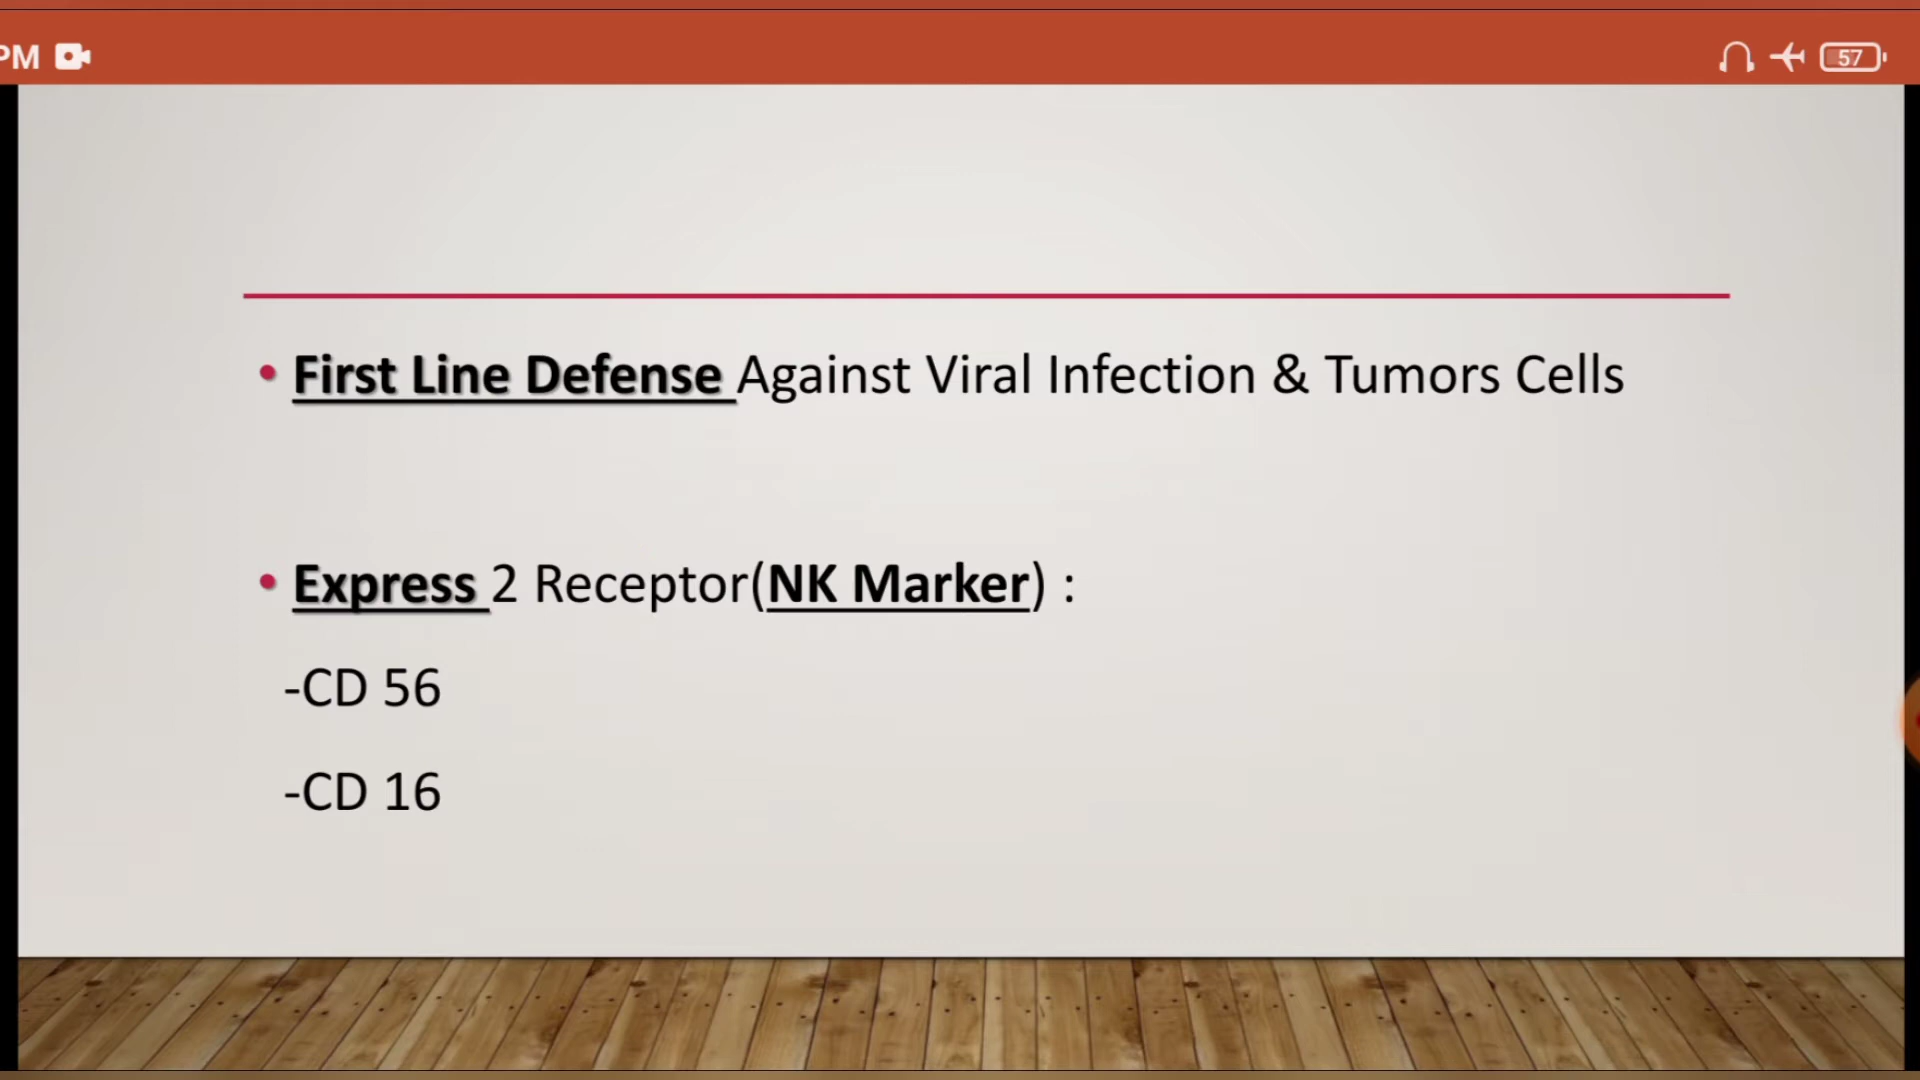 PM
57
• First Line Defense Against Viral Infection & Tumors Cells
• Express 2 Receptor(NK Marker) :
-CD 56
-CD 16